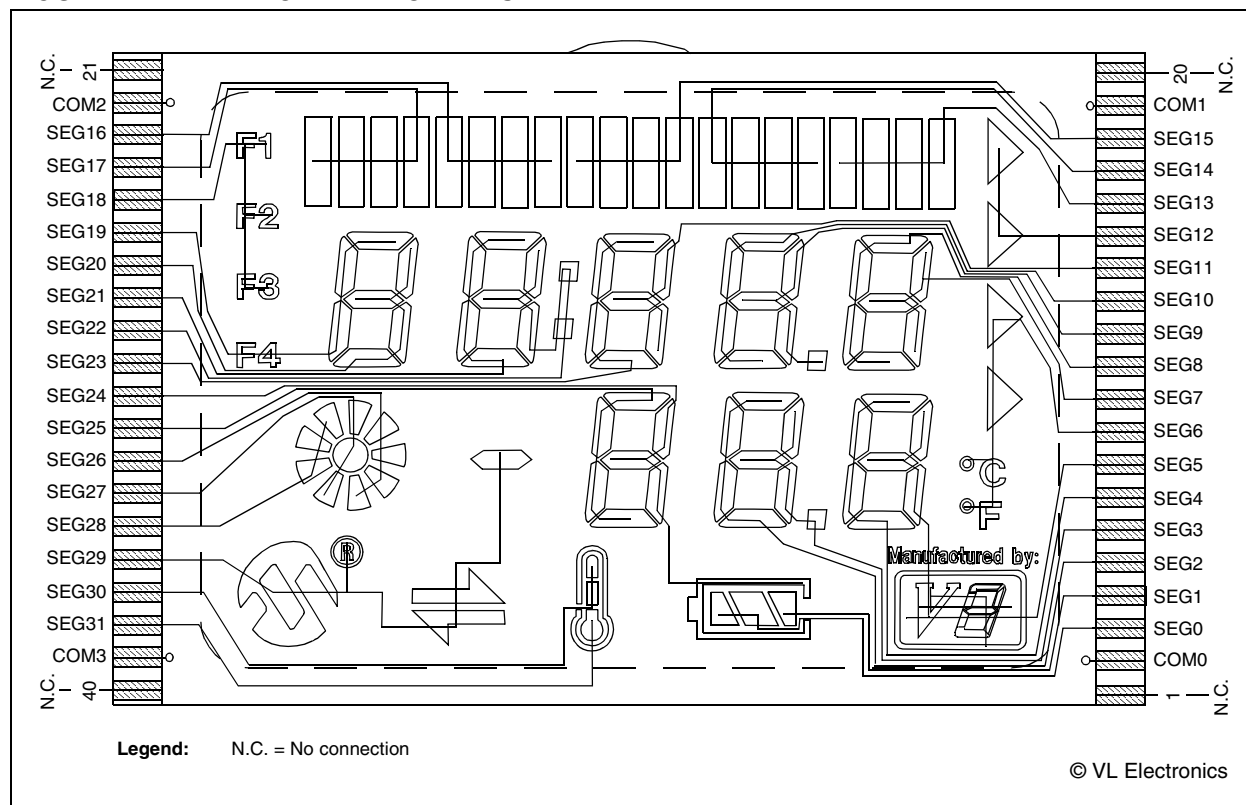 N.C.
21
COM2
SEG16
SEG17
SEG18
SEG19
SEG20
SEG21
SEG22
SEG23
SEG24
SEG25
SEG26
SEG27
SEG28
SEG29
SEG30
SEG31
COM3
N.C.
40
F1
F2
F3
F4
®
°C
°F
Manufactured by:
20
N.C.
COM1
SEG15
SEG14
SEG13
SEG12
SEG11
SEG10
SEG9
SEG8
SEG7
SEG6
SEG5
SEG4
SEG3
SEG2
SEG1
SEG0
COM0
1
N.C.
Legend: N.C. = No connection
© VL Electronics